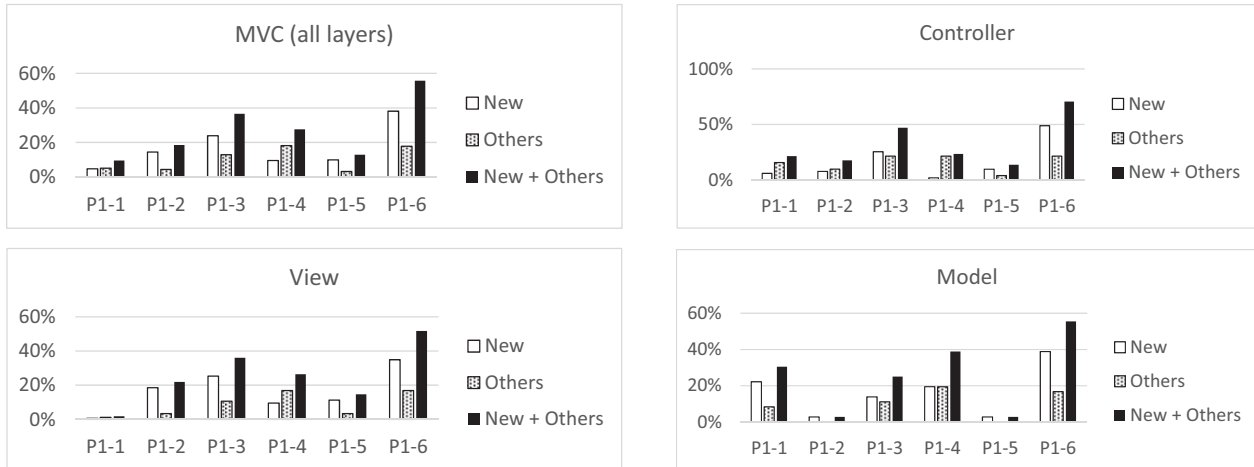 MVC (all layers)
60%
40%
20%
0%
P1-1 P1-2 P1-3 P1-4 P1-5 P1-6
New
Others
New + Others
Controller
100%
50%
0%
P1-1 P1-2 P1-3 P1-4 P1-5 P1-6
New
Others
New + Others
View
60%
40%
20%
0%
P1-1 P1-2 P1-3 P1-4 P1-5 P1-6
New
Others
New + Others
Model
60%
40%
20%
0%
P1-1 P1-2 P1-3 P1-4 P1-5 P1-6
New
Others
New + Others